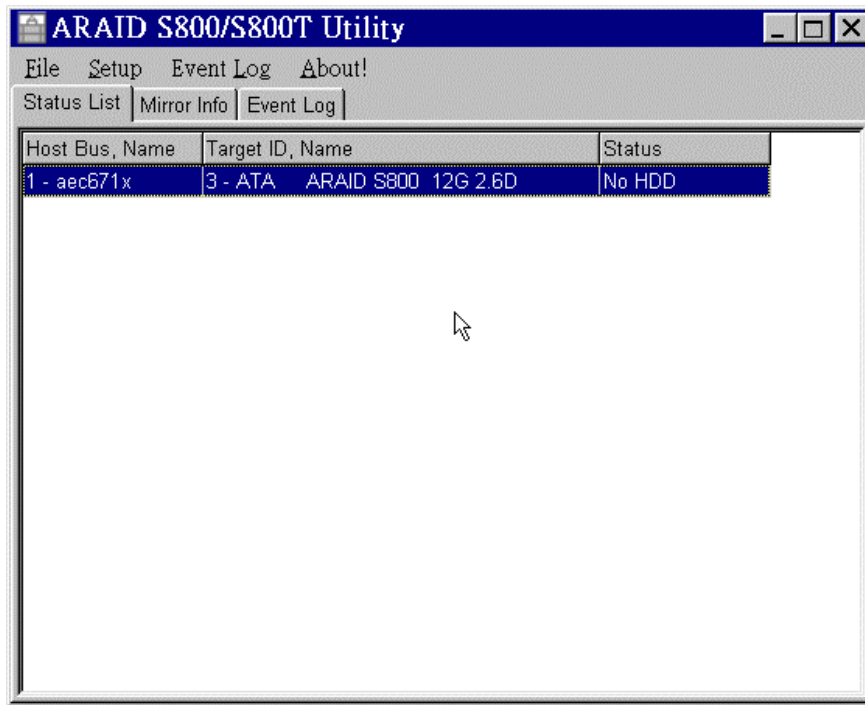 ARAID S800/S800T Utility
File Setup Event Log About!
Status List Mirror Info Event Log
Host Bus, Name Target ID, Name Status
1 - aec671x 3 - ATA ARAID S800 12G 2.6D No HDD